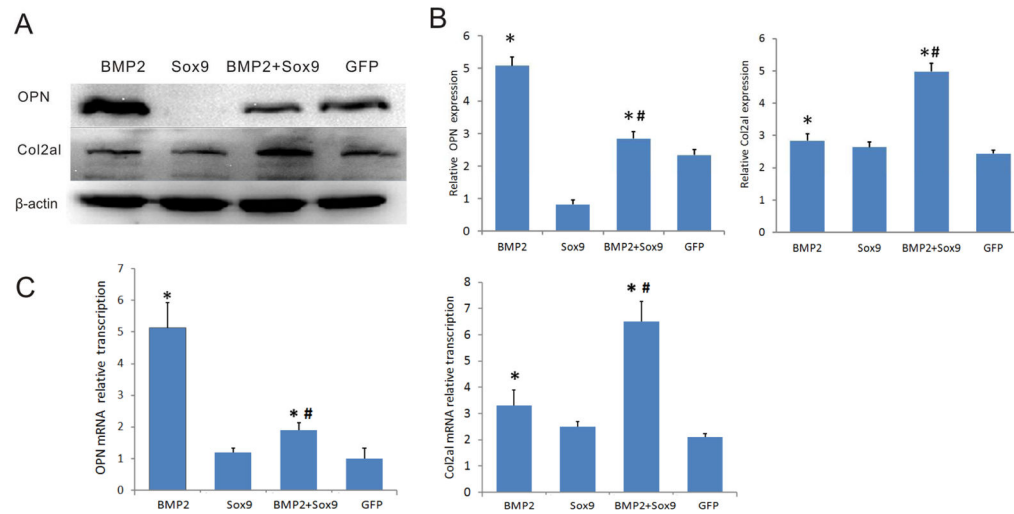 A
BMP2 Sox9 BMP2+Sox9 GFP
OPN
Col2al
β-actin
B
Relative OPN expression
6
5
4
3
2
1
0
*
* #
BMP2 Sox9 BMP2+Sox9 GFP
Relative Col2al expression
6
5
4
3
2
1
0
*
* #
BMP2 Sox9 BMP2+Sox9 GFP
C
OPN mRNA relative transcription
7
6
5
4
3
2
1
0
*
* #
BMP2 Sox9 BMP2+Sox9 GFP
Col2al mRNA relative transcription
8
7
6
5
4
3
2
1
0
*
* #
BMP2 Sox9 BMP2+Sox9 GFP